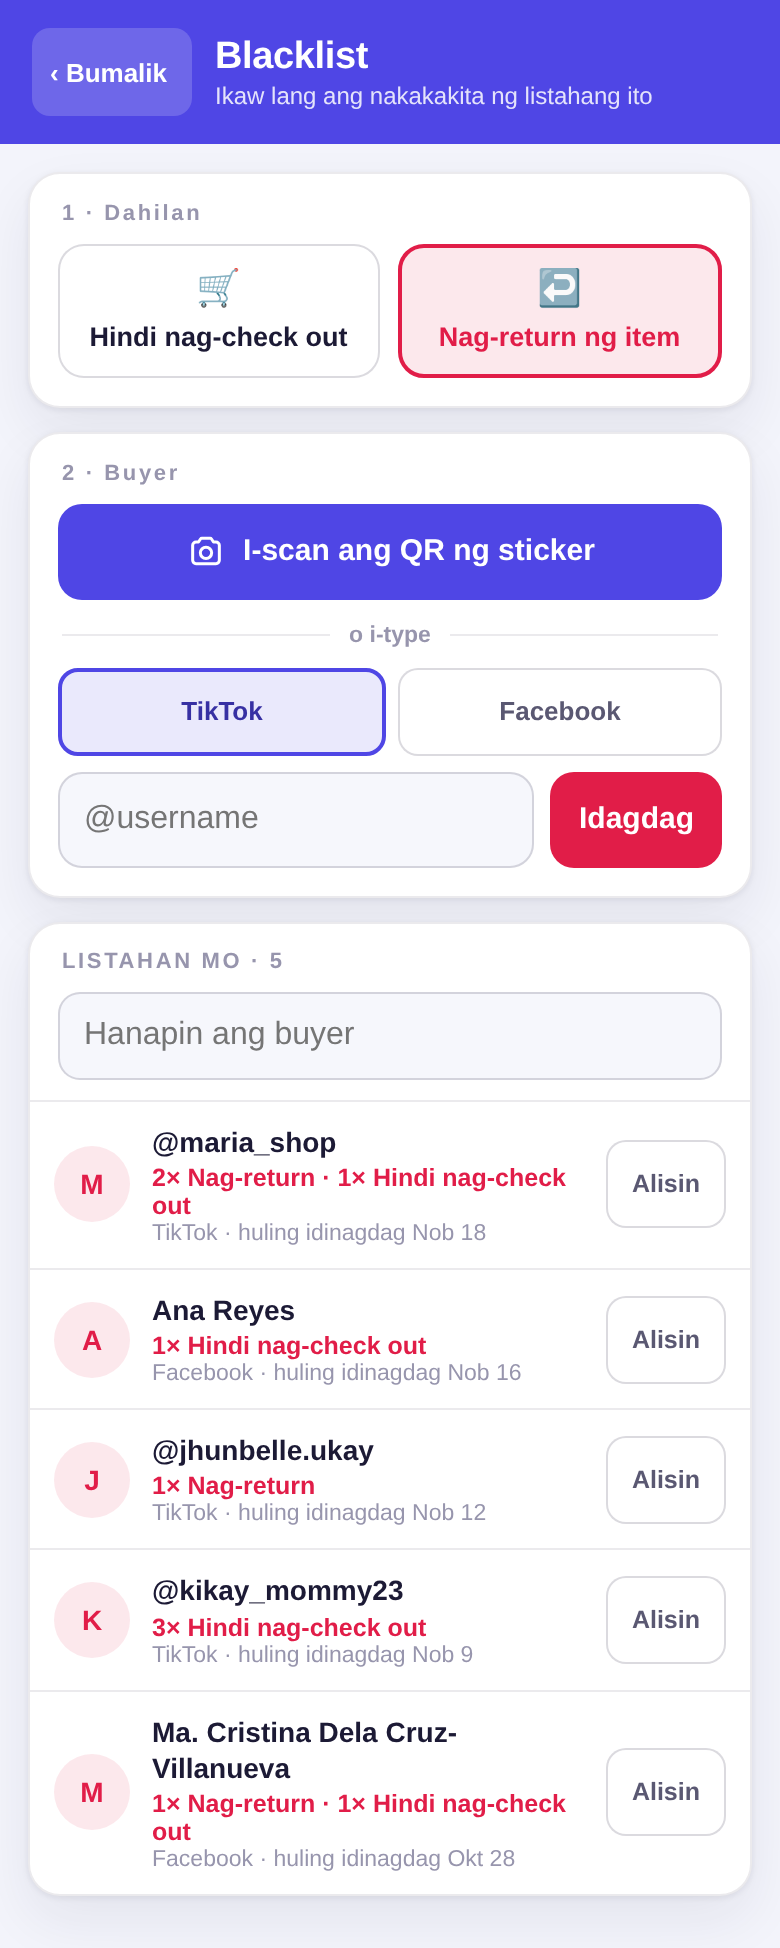 ‹ Bumalik
Blacklist
Ikaw lang ang nakakakita ng listahang ito
1 · Dahilan
Hindi nag-check out
Nag-return ng item
2 · Buyer
I-scan ang QR ng sticker
o i-type
TikTok
Facebook
@username
Idagdag
LISTAHAN MO · 5
Hanapin ang buyer
M
@maria_shop
2× Nag-return · 1× Hindi nag-check
out
TikTok · huling idinagdag Nob 18
Alisin
A
Ana Reyes
1× Hindi nag-check out
Facebook · huling idinagdag Nob 16
Alisin
J
@jhunbelle.ukay
1× Nag-return
TikTok · huling idinagdag Nob 12
Alisin
K
@kikay_mommy23
3× Hindi nag-check out
TikTok · huling idinagdag Nob 9
Alisin
M
Ma. Cristina Dela Cruz-
Villanueva
1× Nag-return · 1× Hindi nag-check
out
Facebook · huling idinagdag Okt 28
Alisin